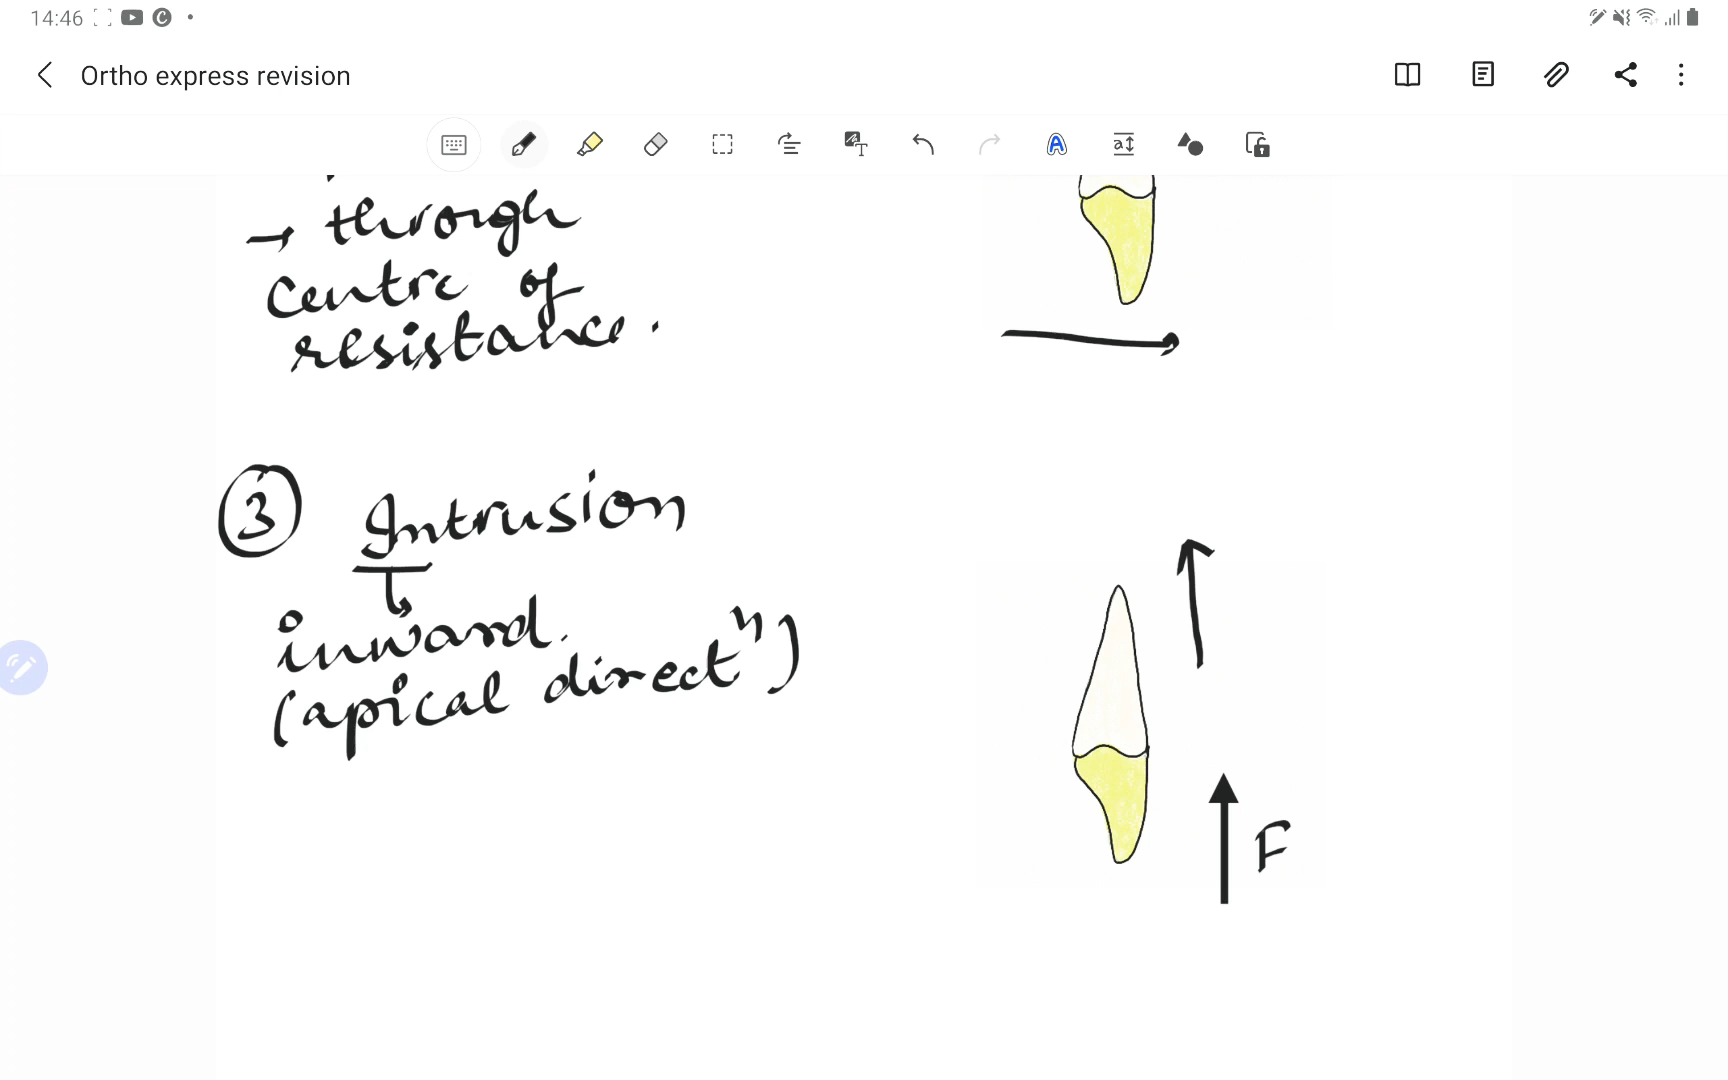 14:46
Ortho express revision
→ through
centre of
resistance.
③ Intrusion
inward.
(apical directⁿ)
F